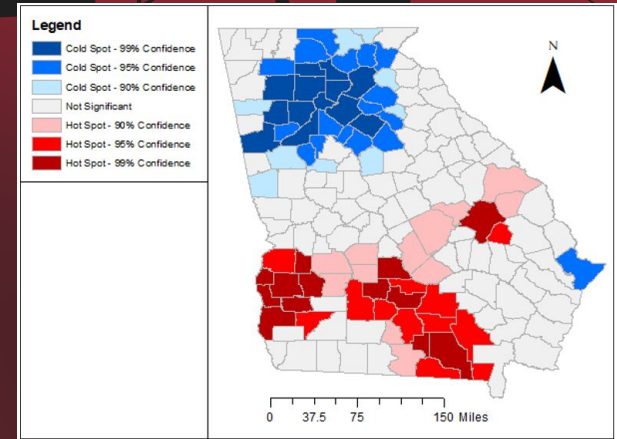 Legend
Cold Spot - 99% Confidence
Cold Spot - 95% Confidence
Cold Spot - 90% Confidence
Not Significant
Hot Spot - 90% Confidence
Hot Spot - 95% Confidence
Hot Spot - 99% Confidence
N
0 37.5 75 150 Miles